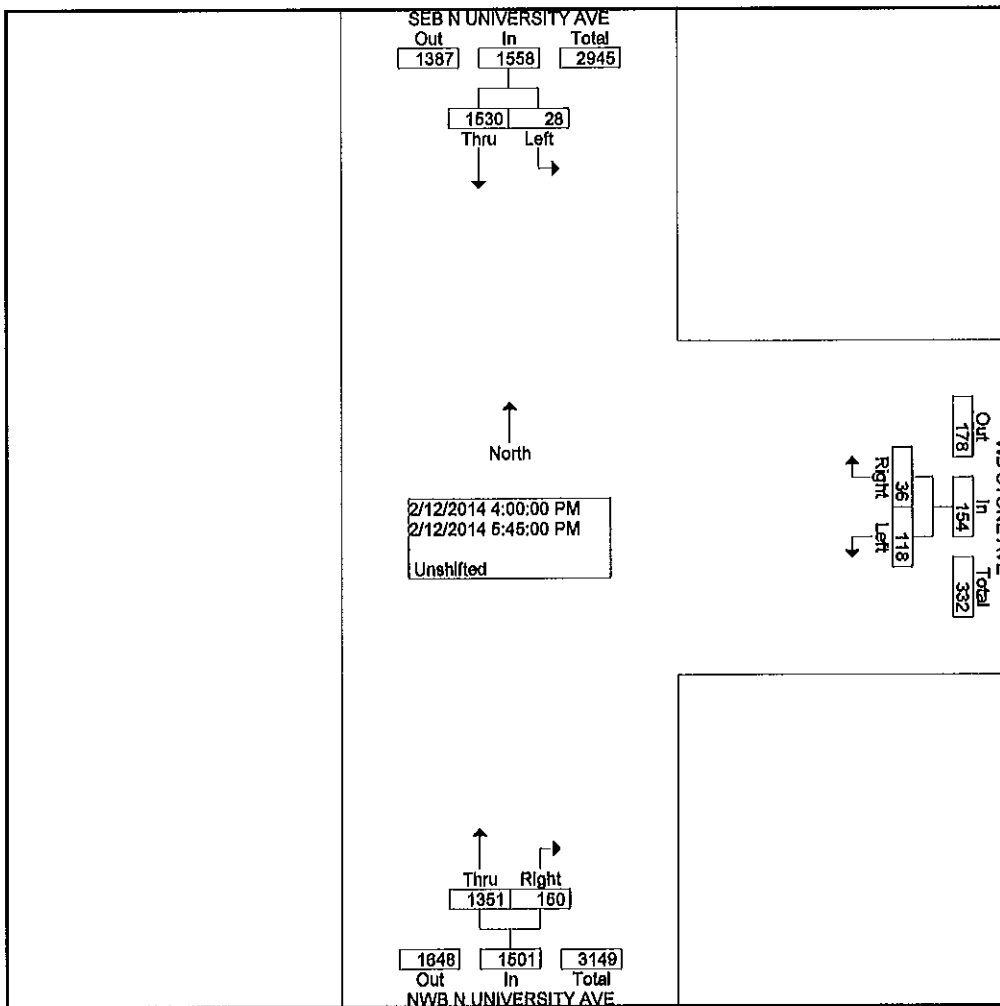 SEB N UNIVERSITY AVE
Out In Total
1387 1558 2945
1530 28
Thru Left
North
2/12/2014 4:00:00 PM
2/12/2014 5:45:00 PM
Unshifted
AVE
Out In Total
178 154 332
36 118
Right Left
Thru Right
1351 150
1648 1501 3149
Out In Total
NWB N UNIVERSITY AVE